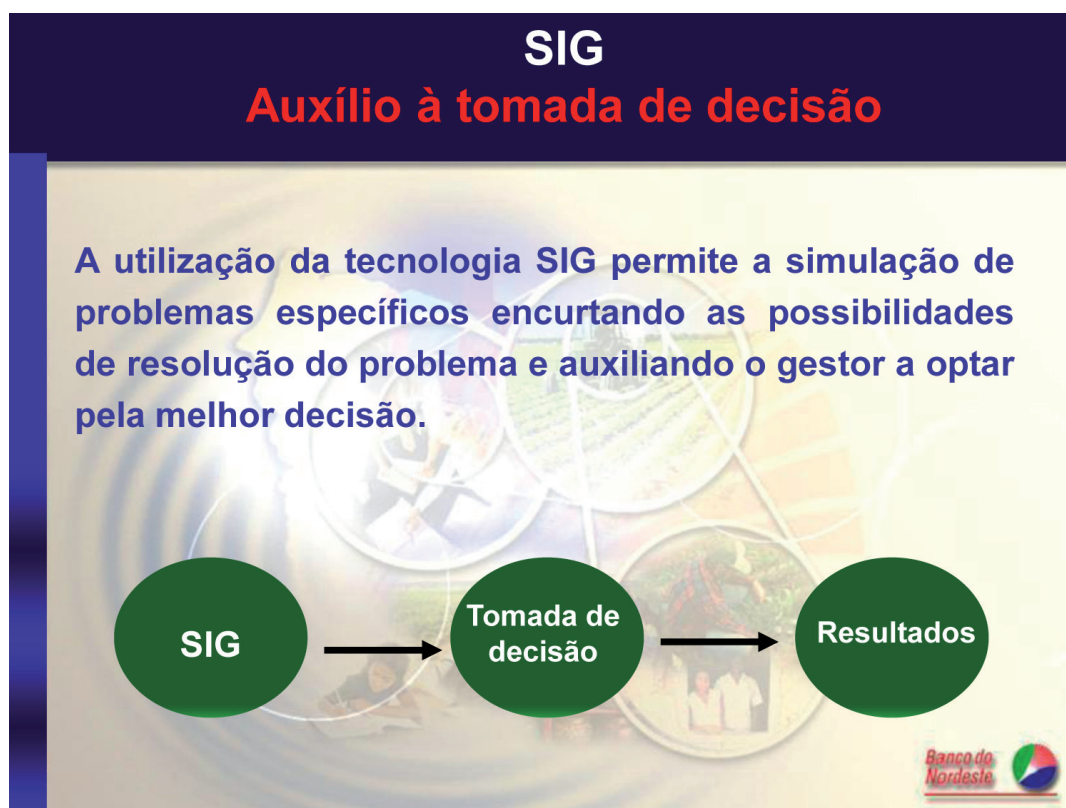 SIG
Auxílio à tomada de decisão
A utilização da tecnologia SIG permite a simulação de
problemas específicos encurtando as possibilidades
de resolução do problema e auxiliando o gestor a optar
pela melhor decisão.
SIG
Tomada de
decisão
Resultados
Banco do
Nordeste